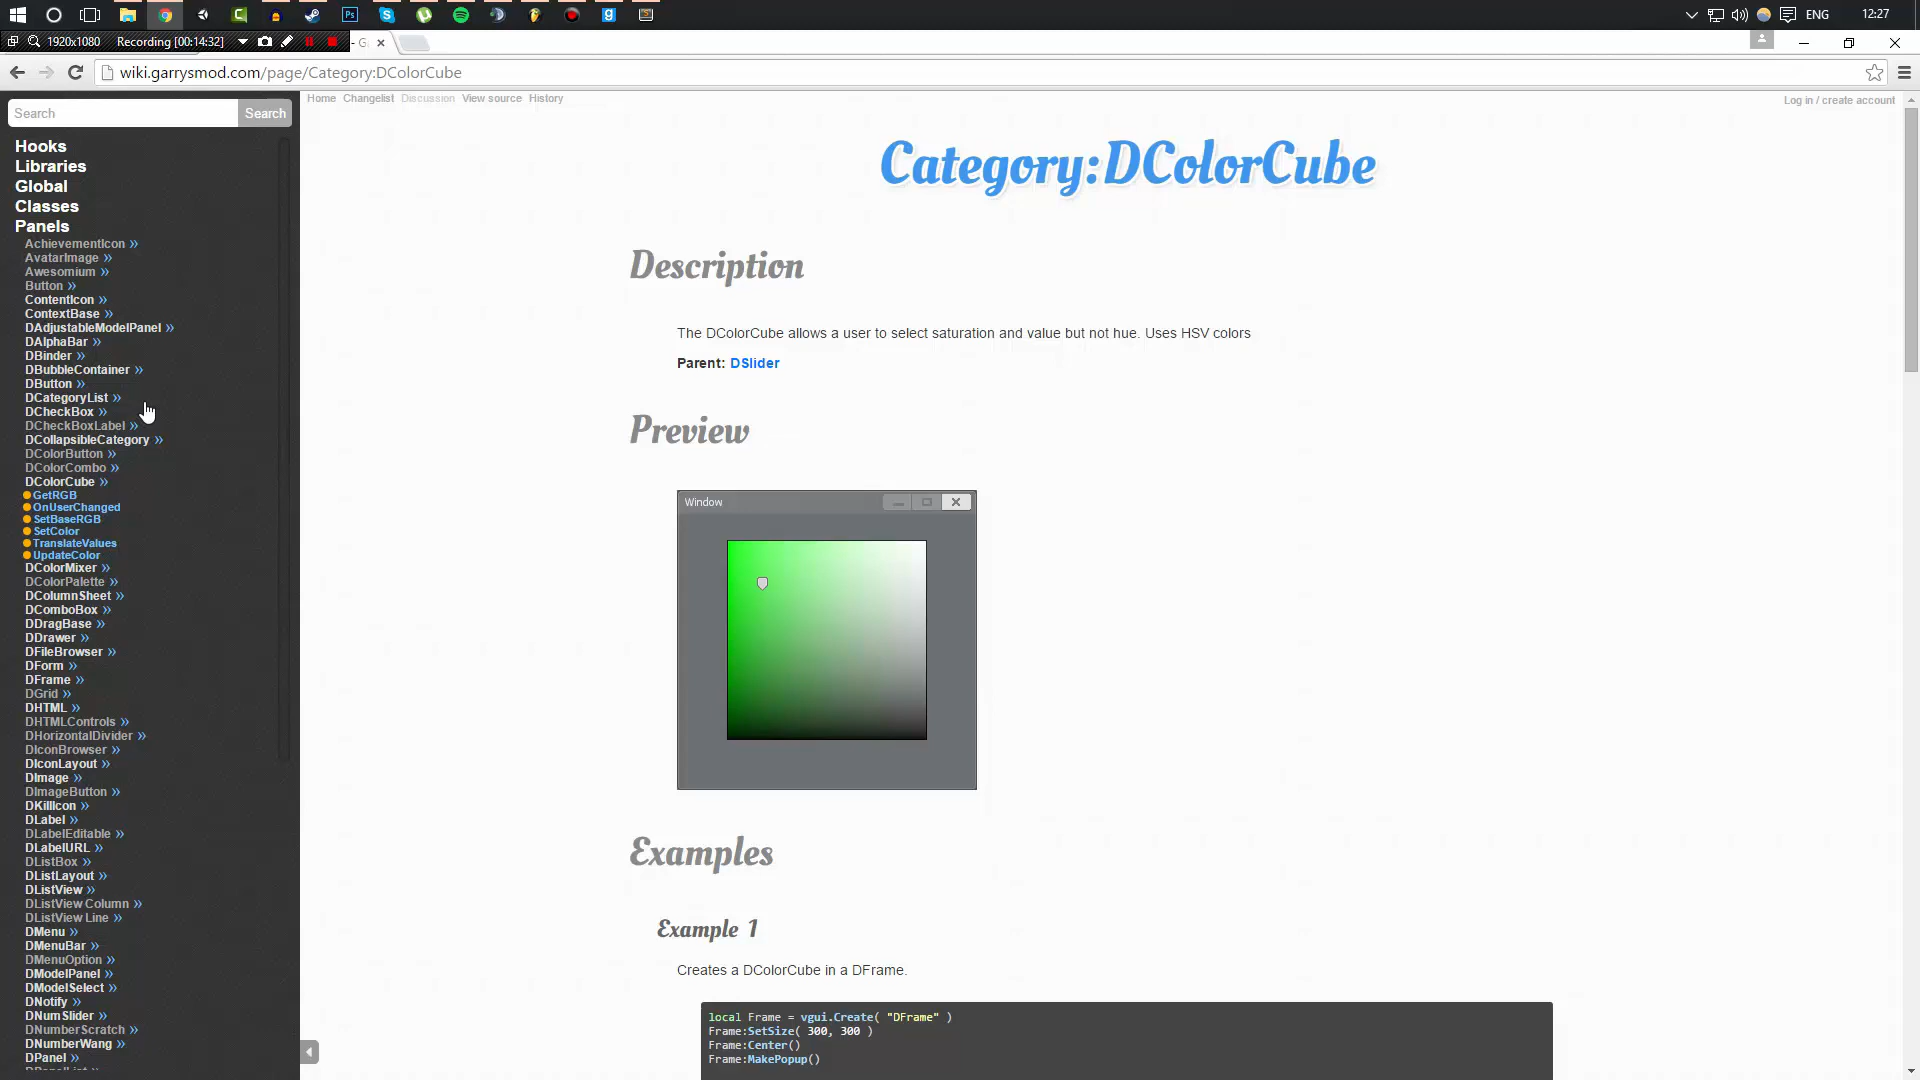 ENG
12:27
1920x1080
Recording [00:14:32]
- G
wiki.garrysmod.com/page/Category:DColorCube
Search
Search
Hooks
Libraries
Global
Classes
Panels
AchievementIcon »
AvatarImage »
Awesomium »
Button »
ContentIcon »
ContextBase »
DAdjustableModelPanel »
DAlphaBar »
DBinder »
DBubbleContainer »
DButton »
DCategoryList »
DCheckBox »
DCheckBoxLabel »
DCollapsibleCategory »
DColorButton »
DColorCombo »
DColorCube »
GetRGB
OnUserChanged
SetBaseRGB
SetColor
TranslateValues
UpdateColor
DColorMixer »
DColorPalette »
DColumnSheet »
DComboBox »
DDragBase »
DDrawer »
DFileBrowser »
DForm »
DFrame »
DGrid »
DHTML »
DHTMLControls »
DHorizontalDivider »
DIconBrowser »
DIconLayout »
DImage »
DImageButton »
DKillIcon »
DLabel »
DLabelEditable »
DLabelURL »
DListBox »
DListLayout »
DListView »
DListView Column »
DListView Line »
DMenu »
DMenuBar »
DMenuOption »
DModelPanel »
DModelSelect »
DNotify »
DNumSlider »
DNumberScratch »
DNumberWang »
DPanel »
Home Changelist Discussion View source History
Log in / create account
Category:DColorCube
Description
The DColorCube allows a user to select saturation and value but not hue. Uses HSV colors
Parent: DSlider
Preview
Window
Examples
Example 1
Creates a DColorCube in a DFrame.
local Frame = vgui.Create( "DFrame" )
Frame:SetSize( 300, 300 )
Frame:Center()
Frame:MakePopup()